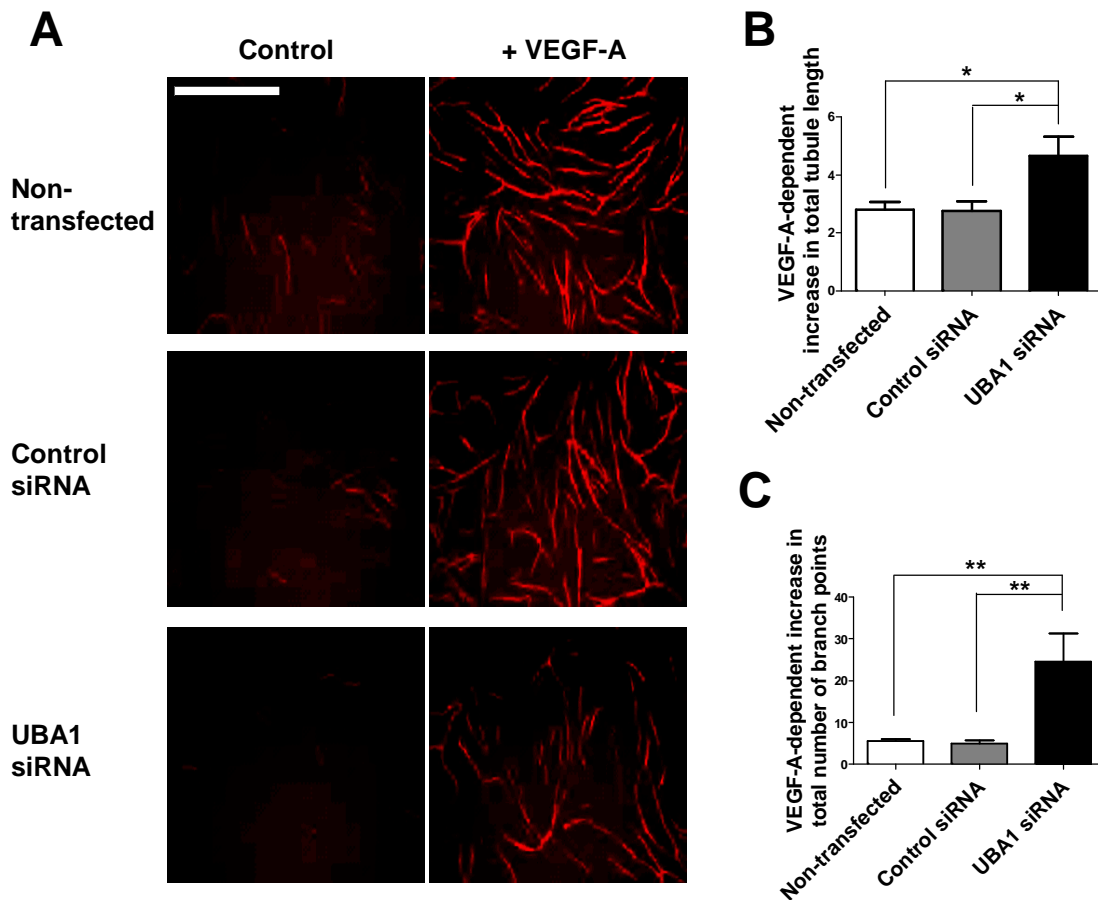 A
Control
+ VEGF-A
Non-
transfected
Control
siRNA
UBA1
siRNA
B
*
*
VEGF-A-dependent
increase in total tubule length
6
4
2
0
Non-transfected
Control siRNA
UBA1 siRNA
C
**
**
VEGF-A-dependent increase in
total number of branch points
40
30
20
10
0
Non-transfected
Control siRNA
UBA1 siRNA